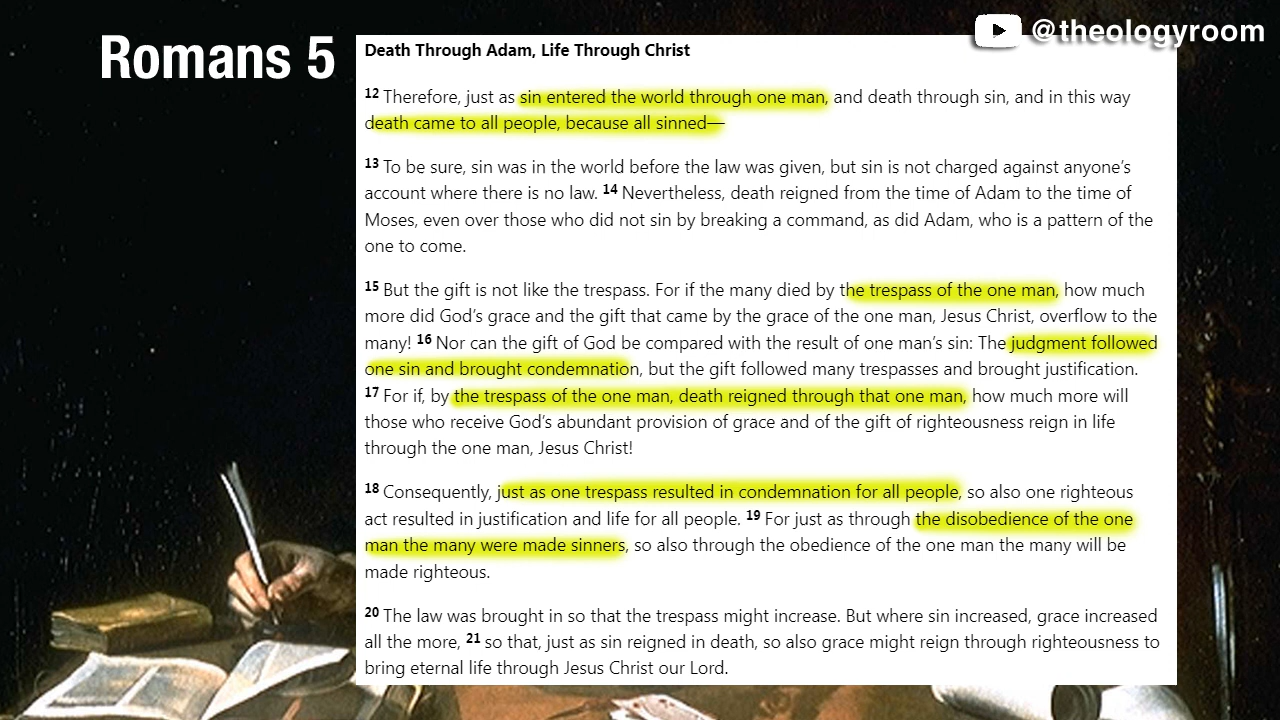 Romans 5
@theologyroom
Death Through Adam, Life Through Christ
12 Therefore, just as sin entered the world through one man, and death through sin, and in this way
death came to all people, because all sinned—
13 To be sure, sin was in the world before the law was given, but sin is not charged against anyone’s
account where there is no law. 14 Nevertheless, death reigned from the time of Adam to the time of
Moses, even over those who did not sin by breaking a command, as did Adam, who is a pattern of the
one to come.
15 But the gift is not like the trespass. For if the many died by the trespass of the one man, how much
more did God’s grace and the gift that came by the grace of the one man, Jesus Christ, overflow to the
many! 16 Nor can the gift of God be compared with the result of one man’s sin: The judgment followed
one sin and brought condemnation, but the gift followed many trespasses and brought justification.
17 For if, by the trespass of the one man, death reigned through that one man, how much more will
those who receive God’s abundant provision of grace and of the gift of righteousness reign in life
through the one man, Jesus Christ!
18 Consequently, just as one trespass resulted in condemnation for all people, so also one righteous
act resulted in justification and life for all people. 19 For just as through the disobedience of the one
man the many were made sinners, so also through the obedience of the one man the many will be
made righteous.
20 The law was brought in so that the trespass might increase. But where sin increased, grace increased
all the more, 21 so that, just as sin reigned in death, so also grace might reign through righteousness to
bring eternal life through Jesus Christ our Lord.